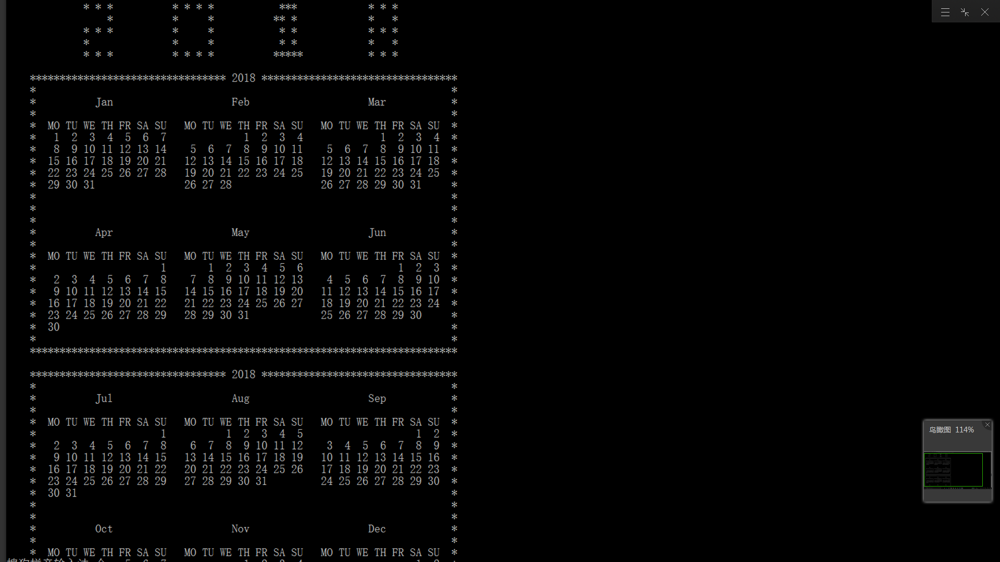 * * *          * * * *           ***            * * *
    *          *     *          ** *            *   *
* * *          *     *           * *            * * *
*              *     *           * *            *   *
* * *          * * * *          *****           * * *
********************************* 2018 *********************************
*                                                                      *
*          Jan                    Feb                    Mar           *
*                                                                      *
*  MO TU WE TH FR SA SU   MO TU WE TH FR SA SU   MO TU WE TH FR SA SU  *
*   1  2  3  4  5  6  7             1  2  3  4             1  2  3  4  *
*   8  9 10 11 12 13 14    5  6  7  8  9 10 11    5  6  7  8  9 10 11  *
*  15 16 17 18 19 20 21   12 13 14 15 16 17 18   12 13 14 15 16 17 18  *
*  22 23 24 25 26 27 28   19 20 21 22 23 24 25   19 20 21 22 23 24 25  *
*  29 30 31               26 27 28               26 27 28 29 30 31     *
*                                                                      *
*                                                                      *
*                                                                      *
*          Apr                    May                    Jun           *
*                                                                      *
*  MO TU WE TH FR SA SU   MO TU WE TH FR SA SU   MO TU WE TH FR SA SU  *
*                     1       1  2  3  4  5  6                1  2  3  *
*   2  3  4  5  6  7  8    7  8  9 10 11 12 13    4  5  6  7  8  9 10  *
*   9 10 11 12 13 14 15   14 15 16 17 18 19 20   11 12 13 14 15 16 17  *
*  16 17 18 19 20 21 22   21 22 23 24 25 26 27   18 19 20 21 22 23 24  *
*  23 24 25 26 27 28 29   28 29 30 31            25 26 27 28 29 30     *
*  30                                                                  *
*                                                                      *
************************************************************************
********************************* 2018 *********************************
*                                                                      *
*          Jul                    Aug                    Sep           *
*                                                                      *
*  MO TU WE TH FR SA SU   MO TU WE TH FR SA SU   MO TU WE TH FR SA SU  *
*                     1          1  2  3  4  5                   1  2  *
*   2  3  4  5  6  7  8    6  7  8  9 10 11 12    3  4  5  6  7  8  9  *
*   9 10 11 12 13 14 15   13 14 15 16 17 18 19   10 11 12 13 14 15 16  *
*  16 17 18 19 20 21 22   20 21 22 23 24 25 26   17 18 19 20 21 22 23  *
*  23 24 25 26 27 28 29   27 28 29 30 31         24 25 26 27 28 29 30  *
*  30 31                                                               *
*                                                                      *
*                                                                      *
*          Oct                    Nov                    Dec           *
*                                                                      *
*  MO TU WE TH FR SA SU   MO TU WE TH FR SA SU   MO TU WE TH FR SA SU  *
鸟瞰图 114%